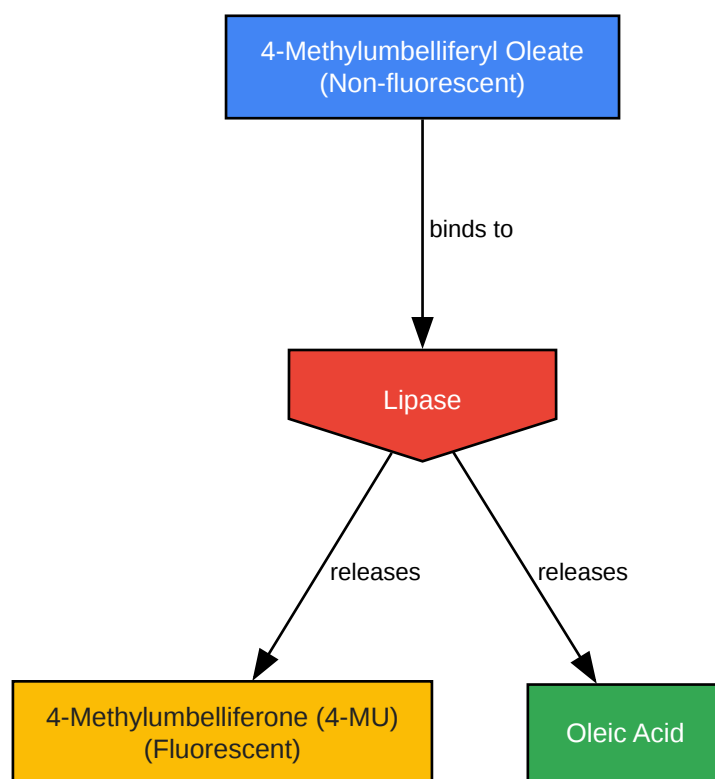 4-Methylumbelliferyl Oleate
(Non-fluorescent)
binds to
Lipase
releases
releases
4-Methylumbelliferone (4-MU)
(Fluorescent)
Oleic Acid